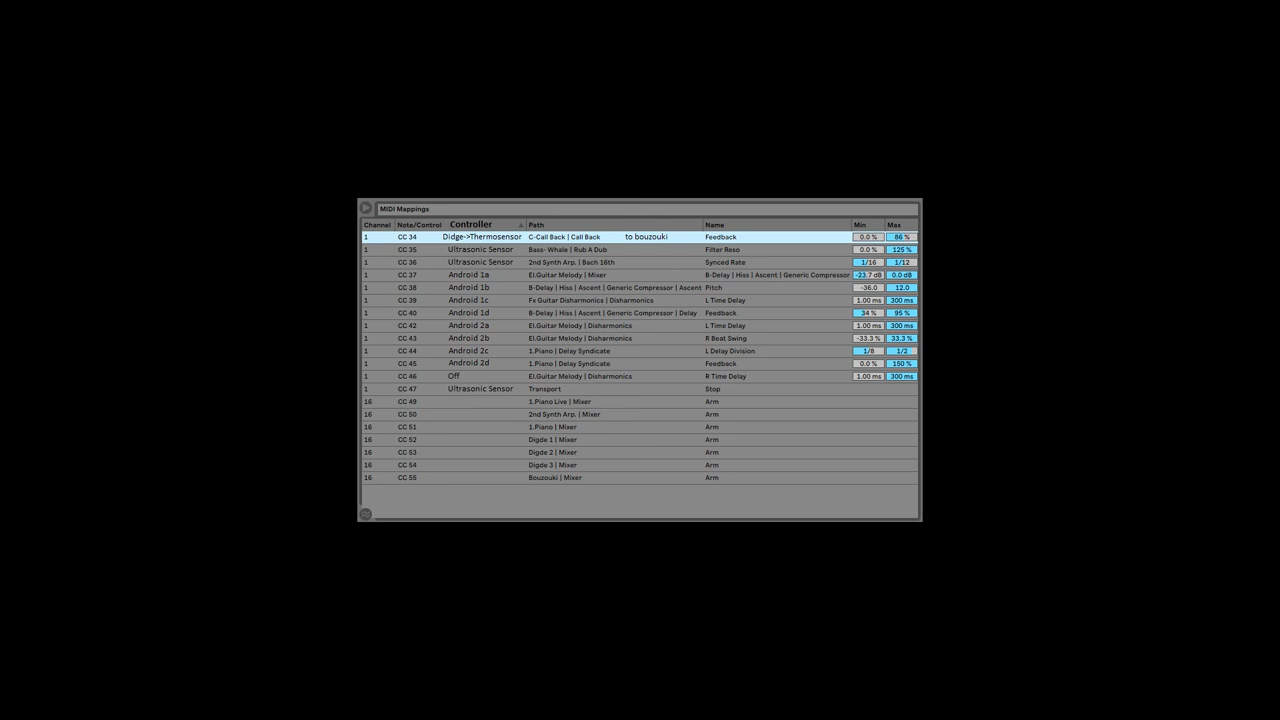 MIDI Mappings
Channel Note/Control Controller Path Name Min Max
1 CC 34 Didge->Thermosensor C-Call Back | Call Back to bouzouki Feedback 0.0 % 86 %
1 CC 35 Ultrasonic Sensor Bass- Whale | Rub A Dub Filter Reso 0.0 % 125 %
1 CC 36 Ultrasonic Sensor 2nd Synth Arp. | Bach 16th Synced Rate 1/16 1/12
1 CC 37 Android 1a El.Guitar Melody | Mixer B-Delay | Hiss | Ascent | Generic Compressor -23.7 dB 0.0 dB
1 CC 38 Android 1b B-Delay | Hiss | Ascent | Generic Compressor | Ascent Pitch -36.0 12.0
1 CC 39 Android 1c Fx Guitar Disharmonics | Disharmonics L Time Delay 1.00 ms 300 ms
1 CC 40 Android 1d B-Delay | Hiss | Ascent | Generic Compressor | Delay Feedback 34 % 95 %
1 CC 42 Android 2a El.Guitar Melody | Disharmonics L Time Delay 1.00 ms 300 ms
1 CC 43 Android 2b El.Guitar Melody | Disharmonics R Beat Swing -33.3 % 33.3 %
1 CC 44 Android 2c 1.Piano | Delay Syndicate L Delay Division 1/8 1/2
1 CC 45 Android 2d 1.Piano | Delay Syndicate Feedback 0.0 % 150 %
1 CC 46 Off El.Guitar Melody | Disharmonics R Time Delay 1.00 ms 300 ms
1 CC 47 Ultrasonic Sensor Transport Stop
16 CC 49 1.Piano Live | Mixer Arm
16 CC 50 2nd Synth Arp. | Mixer Arm
16 CC 51 1.Piano | Mixer Arm
16 CC 52 Digde 1 | Mixer Arm
16 CC 53 Digde 2 | Mixer Arm
16 CC 54 Digde 3 | Mixer Arm
16 CC 55 Bouzouki | Mixer Arm